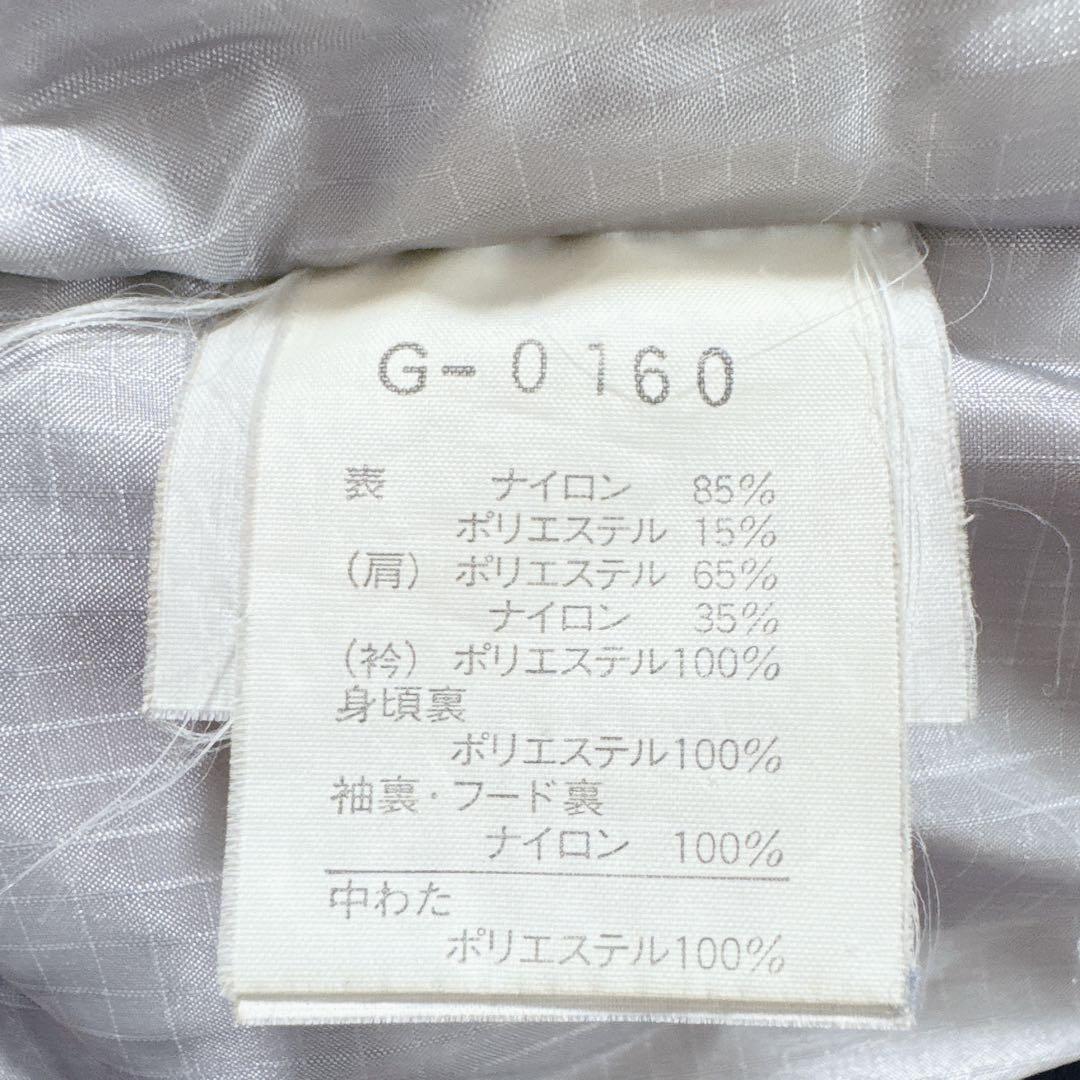 G-0160
表 ナイロン 85%
ポリエステル 15%
(肩) ポリエステル 65%
ナイロン 35%
(衿) ポリエステル100%
身頃裏
ポリエステル100%
袖裏・フード裏
ナイロン 100%
中わた
ポリエステル100%